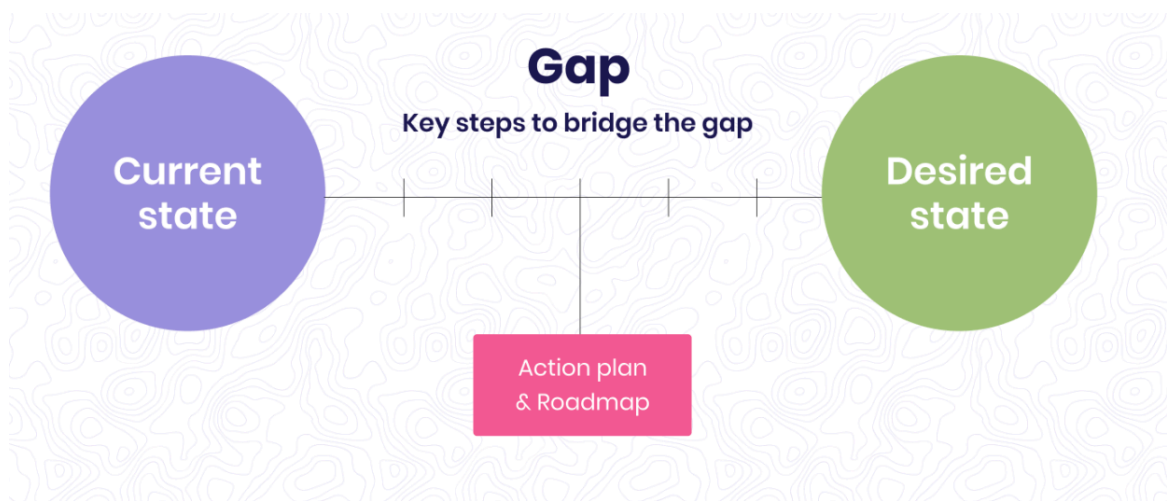 Gap
Key steps to bridge the gap
Current
state
Desired
state
Action plan
& Roadmap